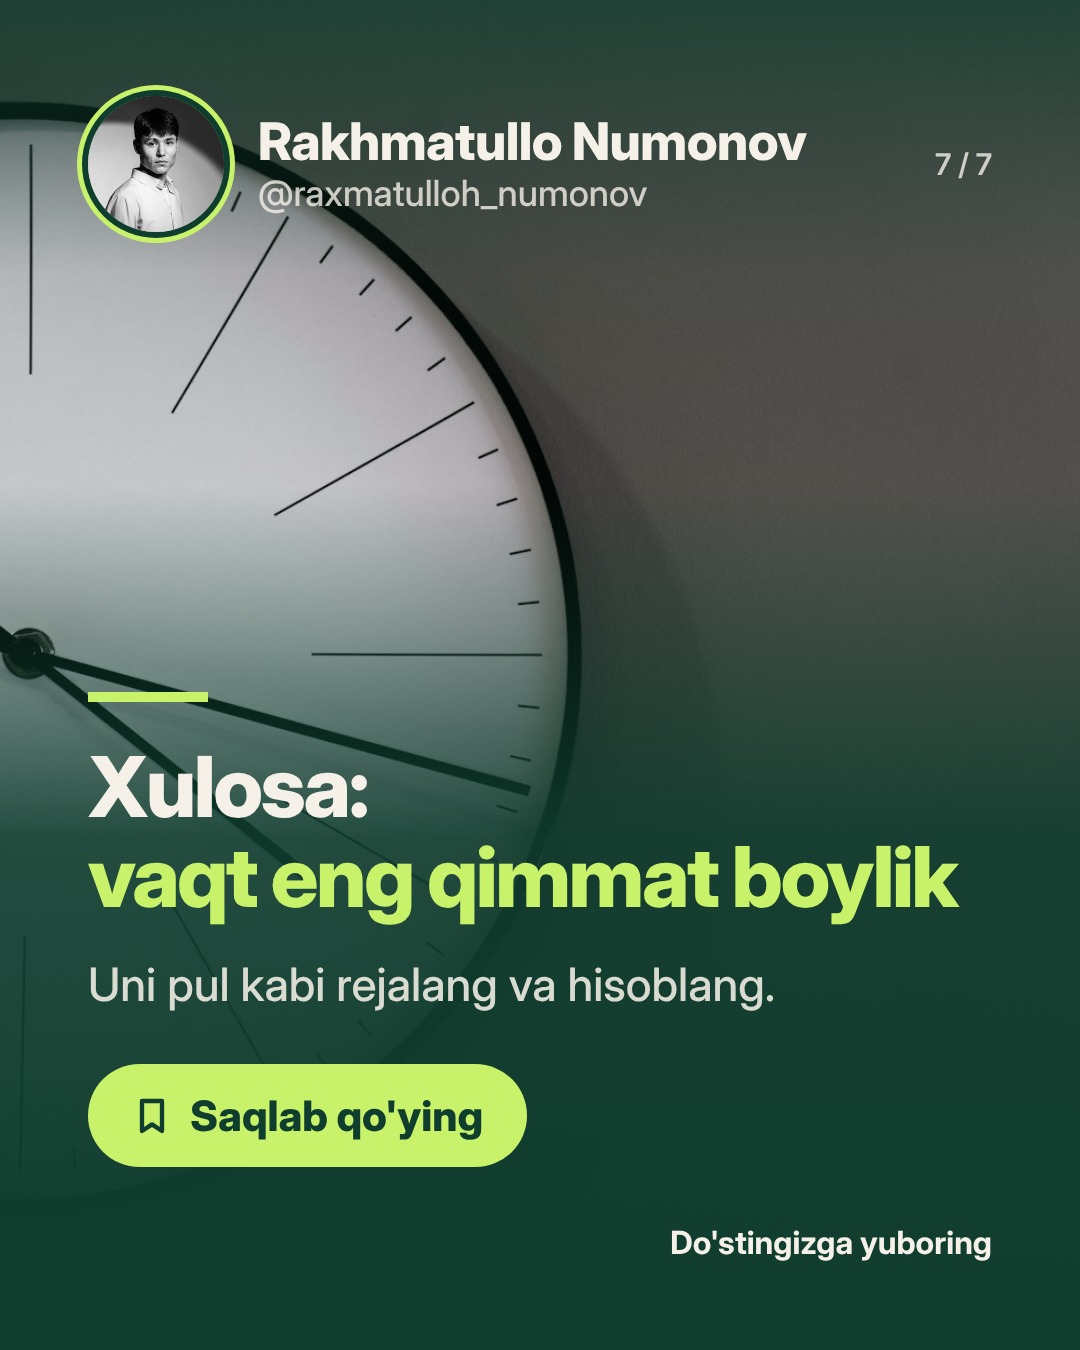 Rakhmatullo Numonov
@raxmatulloh_numonov
7 / 7
Xulosa:
vaqt eng qimmat boylik
Uni pul kabi rejalang va hisoblang.
Saqlab qo'ying
Do'stingizga yuboring